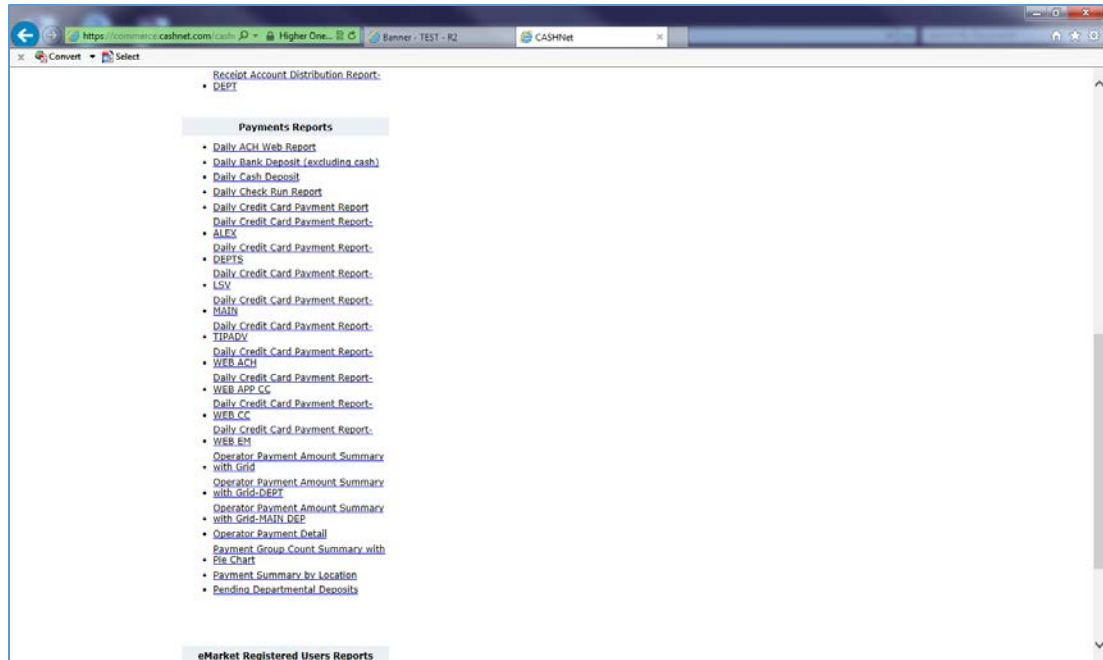 https://commerce.cashnet.com/cashn
Higher One...
Banner - TEST - R2
CASHNet
x Convert Select
Receipt Account Distribution Report-
• DEPT
Payments Reports
• Daily ACH Web Report
• Daily Bank Deposit (excluding cash)
• Daily Cash Deposit
• Daily Check Run Report
• Daily Credit Card Payment Report
Daily Credit Card Payment Report-
• ALEX
Daily Credit Card Payment Report-
• DEPTS
Daily Credit Card Payment Report-
• LSV
Daily Credit Card Payment Report-
• MAIN
Daily Credit Card Payment Report-
• TIPADV
Daily Credit Card Payment Report-
• WEB ACH
Daily Credit Card Payment Report-
• WEB APP CC
Daily Credit Card Payment Report-
• WEB CC
Daily Credit Card Payment Report-
• WEB EM
Operator Payment Amount Summary
• with Grid
Operator Payment Amount Summary
• with Grid-DEPT
Operator Payment Amount Summary
• with Grid-MAIN DEP
• Operator Payment Detail
Payment Group Count Summary with
• Pie Chart
• Payment Summary by Location
• Pending Departmental Deposits
eMarket Registered Users Reports